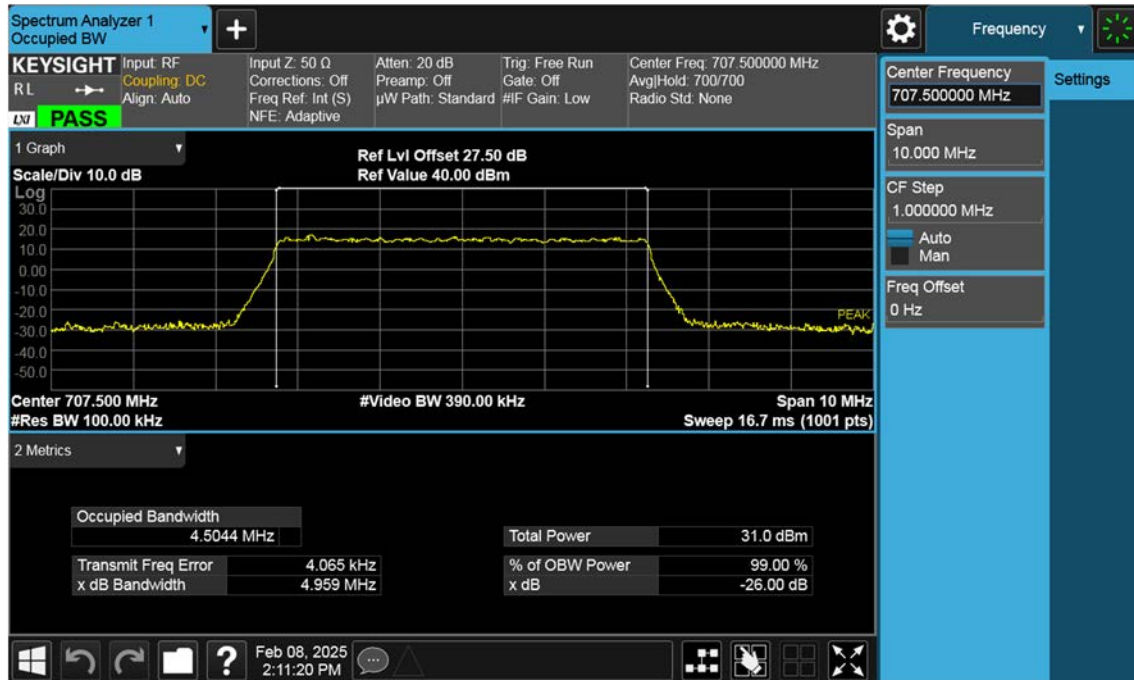 Spectrum Analyzer 1
Occupied BW
+
Frequency
KEYSIGHT
R L
LXI PASS
Input: RF
Coupling: DC
Align: Auto
Input Z: 50 Ω
Corrections: Off
Freq Ref: Int (S)
NFE: Adaptive
Atten: 20 dB
Preamp: Off
µW Path: Standard
Trig: Free Run
Gate: Off
#IF Gain: Low
Center Freq: 707.500000 MHz
Avg|Hold: 700/700
Radio Std: None
Center Frequency
707.500000 MHz
Settings
Span
10.000 MHz
CF Step
1.000000 MHz
Auto
Man
Freq Offset
0 Hz
1 Graph
Scale/Div 10.0 dB
Ref Lvl Offset 27.50 dB
Ref Value 40.00 dBm
Log
30.0
20.0
10.0
0.00
-10.0
-20.0
-30.0
-40.0
-50.0
PEAK
Center 707.500 MHz
#Res BW 100.00 kHz
#Video BW 390.00 kHz
Span 10 MHz
Sweep 16.7 ms (1001 pts)
2 Metrics
Occupied Bandwidth
4.5044 MHz
Transmit Freq Error 4.065 kHz
x dB Bandwidth 4.959 MHz
Total Power 31.0 dBm
% of OBW Power 99.00 %
x dB -26.00 dB
?
Feb 08, 2025
2:11:20 PM